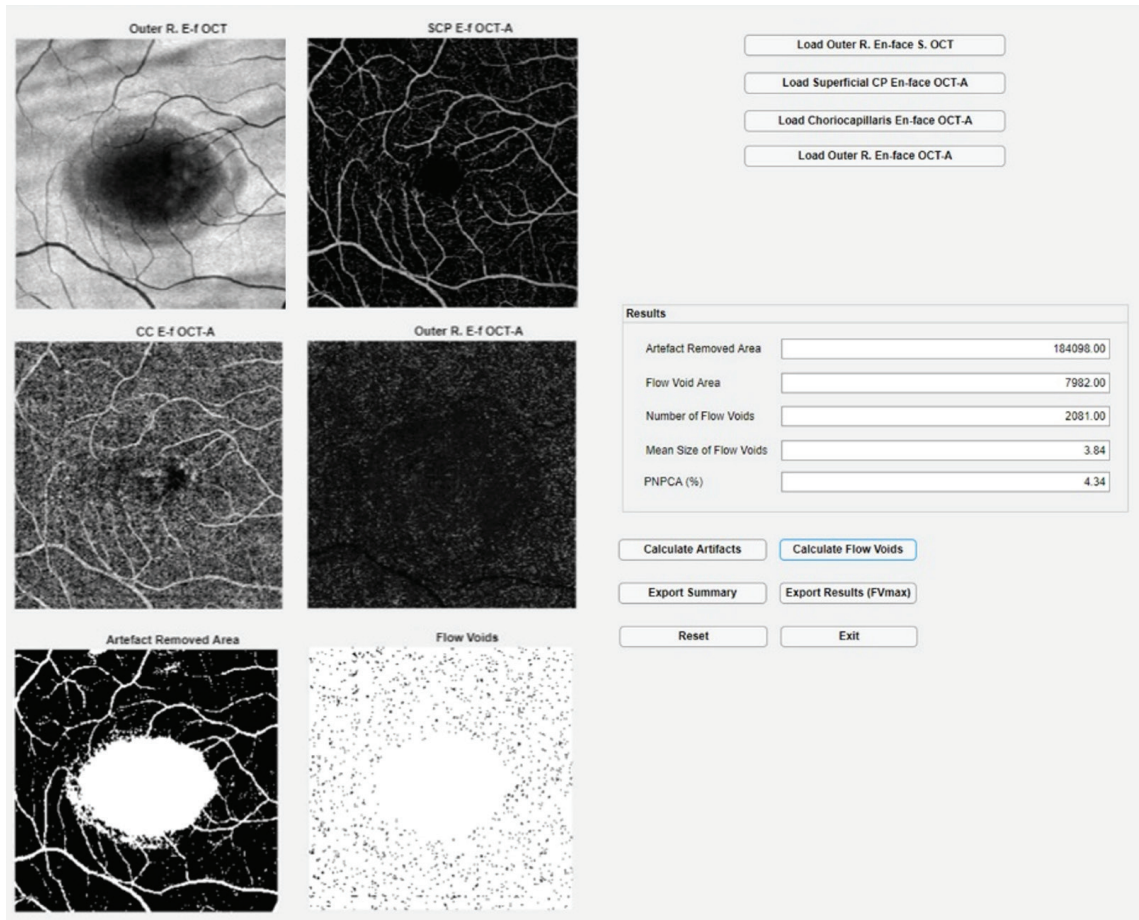 Outer R. E-f OCT
SCP E-f OCT-A
CC E-f OCT-A
Outer R. E-f OCT-A
Artefact Removed Area
Flow Voids
Load Outer R. En-face S. OCT
Load Superficial CP En-face OCT-A
Load Choriocapillaris En-face OCT-A
Load Outer R. En-face OCT-A
Results
Artefact Removed Area 184098.00
Flow Void Area 7982.00
Number of Flow Voids 2081.00
Mean Size of Flow Voids 3.84
PNPCA (%) 4.34
Calculate Artifacts Calculate Flow Voids
Export Summary Export Results (FVmax)
Reset Exit